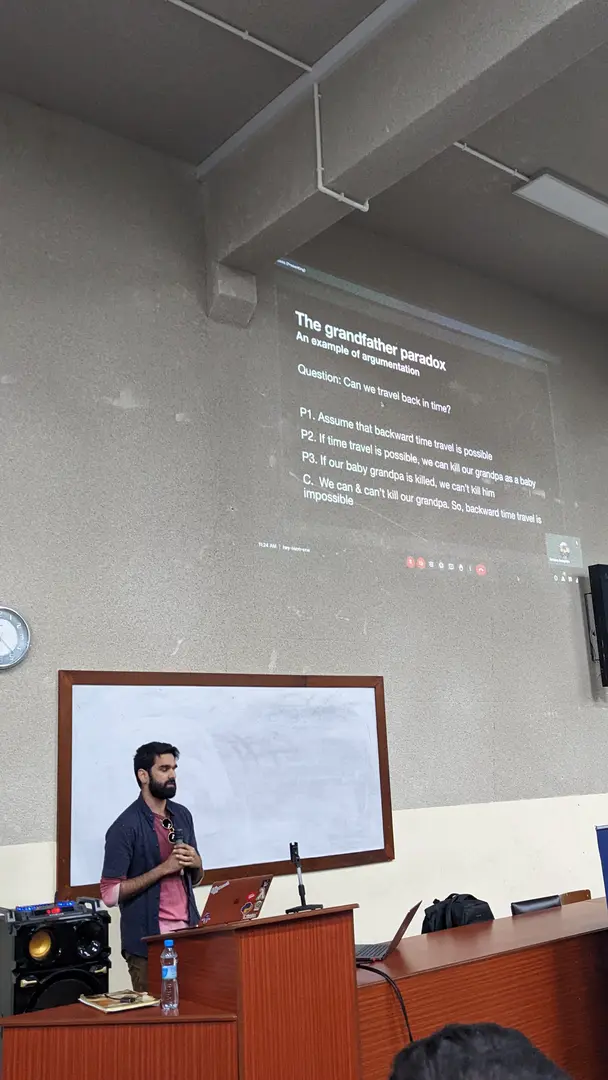 The grandfather paradox
An example of argumentation
Question: Can we travel back in time?
P1. Assume that backward time travel is possible
P2. If time travel is possible, we can kill our grandpa as a baby
P3. If our baby grandpa is killed, we can't kill him
C. We can & can't kill our grandpa. So, backward time travel is
impossible
11:34 AM